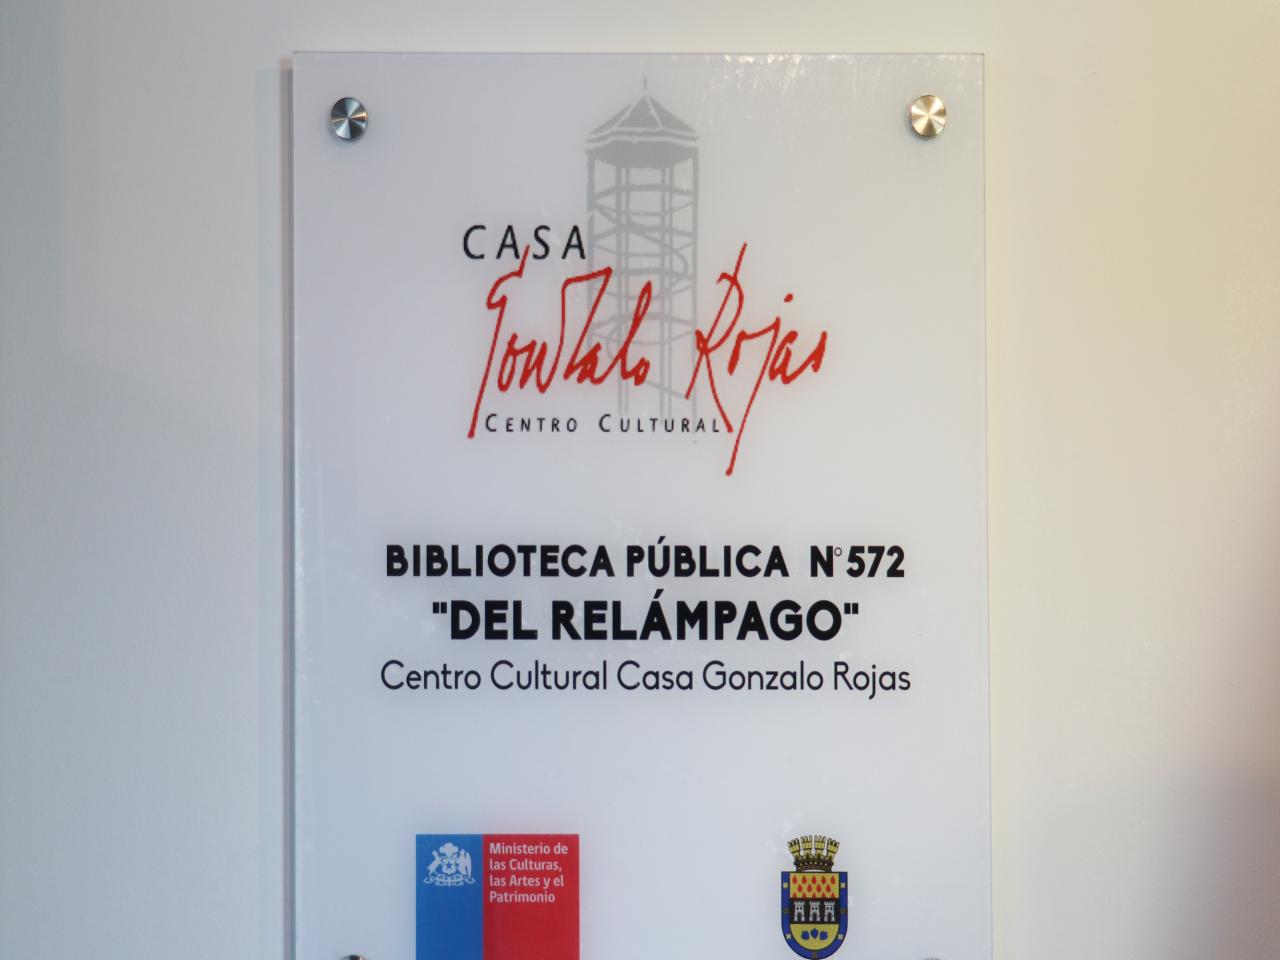 CASA
Gonzalo Rojas
CENTRO CULTURAL
BIBLIOTECA PÚBLICA N°572
"DEL RELÁMPAGO"
Centro Cultural Casa Gonzalo Rojas
Ministerio de
las Culturas,
las Artes y el
Patrimonio